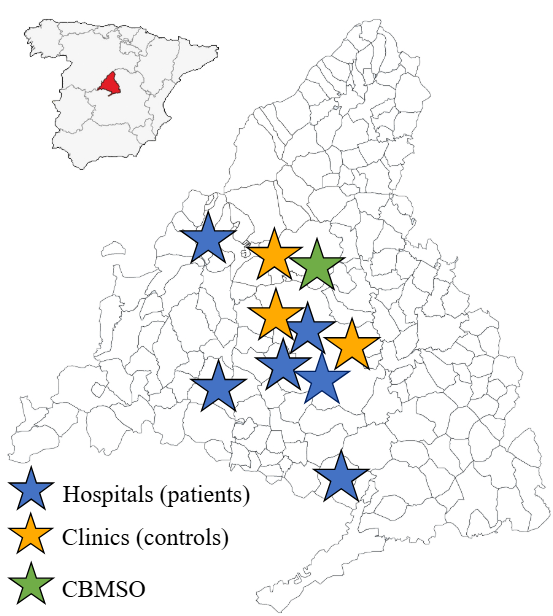 Hospitals (patients)
Clinics (controls)
CBMSO